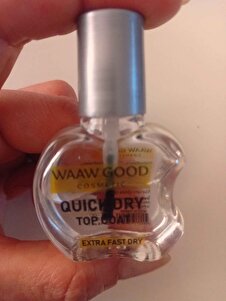 WAAW GOOD
COSMETIC
QUICK DRY
TOP COAT
EXTRA FAST DRY